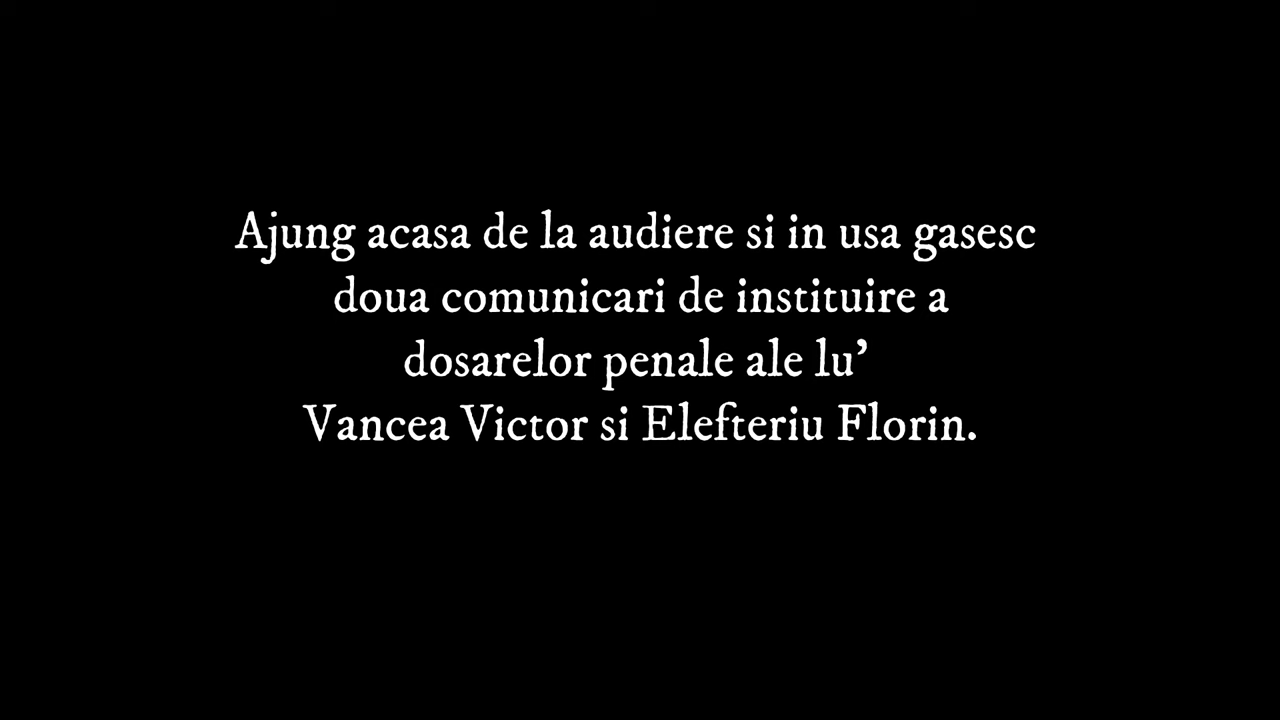 Ajung acasa de la audiere si in usa gasesc
doua comunicari de instituire a
dosarelor penale ale lu’
Vancea Victor si Elefteriu Florin.